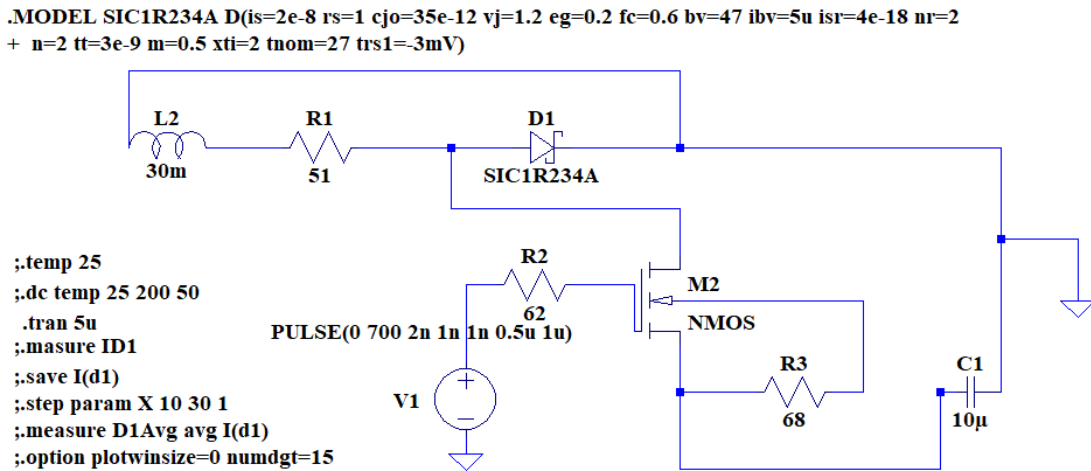 .MODEL SIC1R234A D(is=2e-8 rs=1 cjo=35e-12 vj=1.2 eg=0.2 fc=0.6 bv=47 ibv=5u isr=4e-18 nr=2
+ n=2 tt=3e-9 m=0.5 xti=2 tnom=27 trs1=-3mV)
L2
30m
R1
51
D1
SIC1R234A
;.temp 25
;.dc temp 25 200 50
.tran 5u
;.masure ID1
;.save I(d1)
;.step param X 10 30 1
;.measure D1Avg avg I(d1)
;.option plotwinsize=0 numdgt=15
R2
62
PULSE(0 700 2n 1n 1n 0.5u 1u)
V1
M2
NMOS
R3
68
C1
10µ